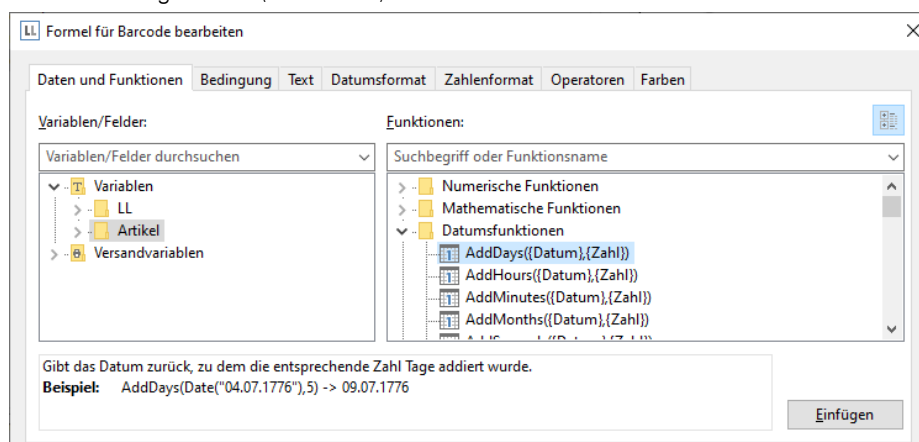 LL Formel für Barcode bearbeiten
Daten und Funktionen Bedingung Text Datumsformat Zahlenformat Operatoren Farben
Variablen/Felder: Funktionen:
Variablen/Felder durchsuchen Suchbegriff oder Funktionsname
Variablen Numerische Funktionen
LL Mathematische Funktionen
Artikel Datumsfunktionen
Versandvariablen AddDays({Datum},{Zahl})
AddHours({Datum},{Zahl})
AddMinutes({Datum},{Zahl})
AddMonths({Datum},{Zahl})
Gibt das Datum zurück, zu dem die entsprechende Zahl Tage addiert wurde.
Beispiel: AddDays(Date("04.07.1776"),5) -> 09.07.1776
Einfügen